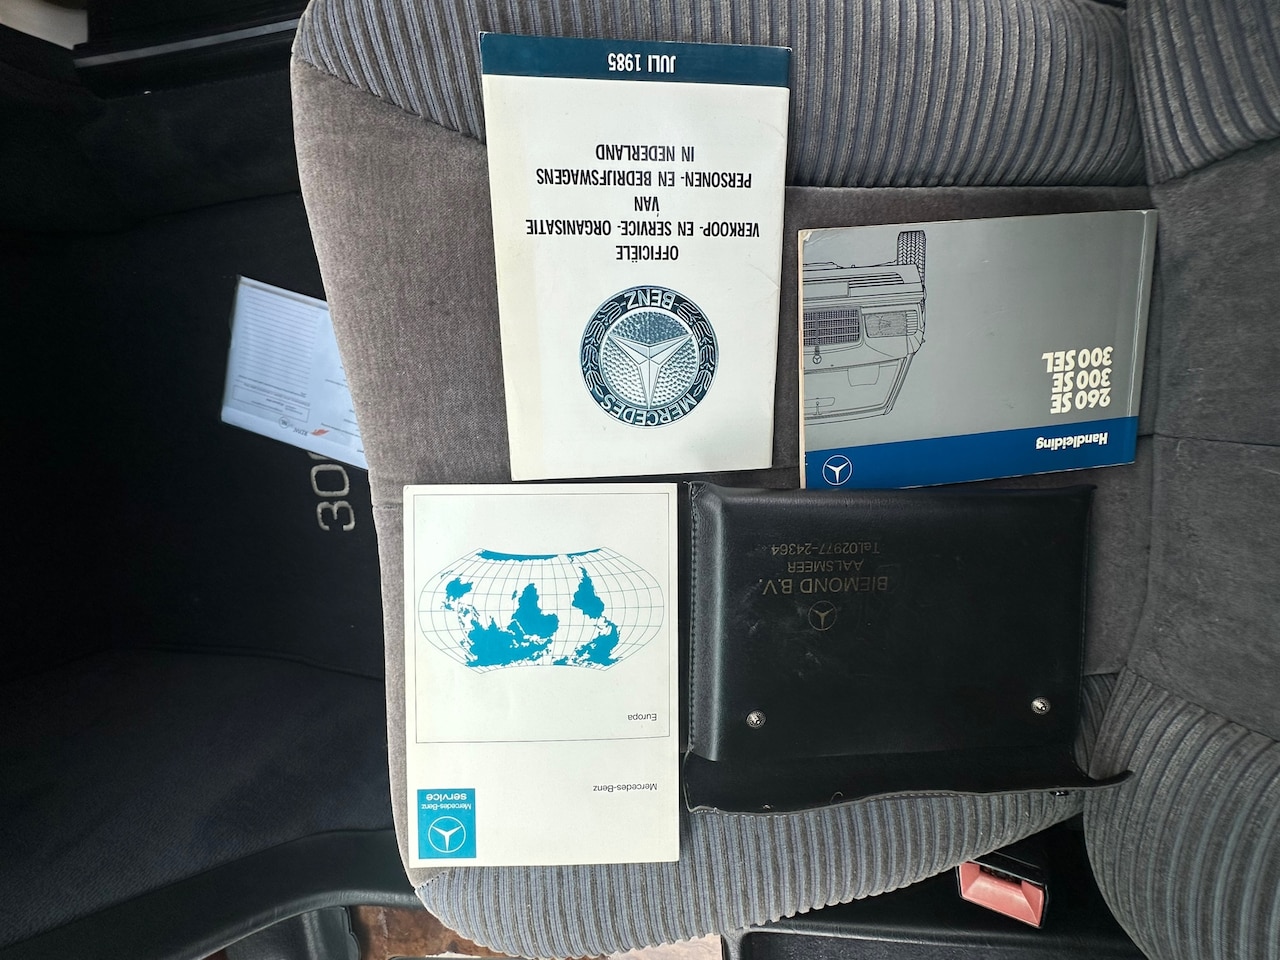 OFFICIËLE
VERKOOP- EN SERVICE- ORGANISATIE
VAN
PERSONEN- EN BEDRIJFSWAGENS
IN NEDERLAND
JULI 1985
MERCEDES-BENZ
Handleiding
260 SE
300 SE
300 SEL
Mercedes-Benz
service
Mercedes-Benz
Europa
BIEMOND B.V.
AALSMEER
Tel.02977-24364
30